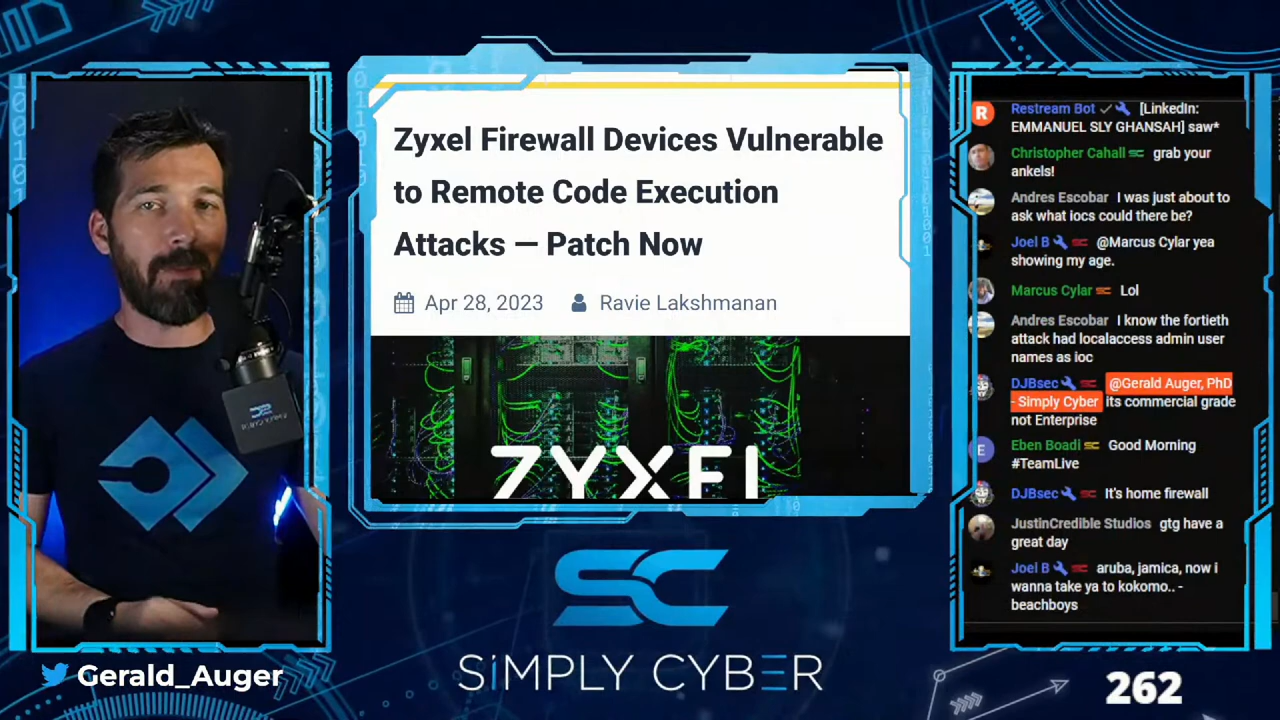 Zyxel Firewall Devices Vulnerable
to Remote Code Execution
Attacks — Patch Now
Apr 28, 2023 Ravie Lakshmanan
ZYXEL
SC
SIMPLY CYBER
Gerald_Auger
Restream Bot [LinkedIn:
EMMANUEL SLY GHANSAH] saw*
Christopher Cahall grab your
ankels!
Andres Escobar I was just about to
ask what iocs could there be?
Joel B @Marcus Cylar yea
showing my age.
Marcus Cylar Lol
Andres Escobar I know the fortieth
attack had localaccess admin user
names as ioc
DJBsec @Gerald Auger, PhD
- Simply Cyber its commercial grade
not Enterprise
Eben Boadi Good Morning
#TeamLive
DJBsec It's home firewall
JustinCredible Studios gtg have a
great day
Joel B aruba, jamica, now i
wanna take ya to kokomo.. -
beachboys
262